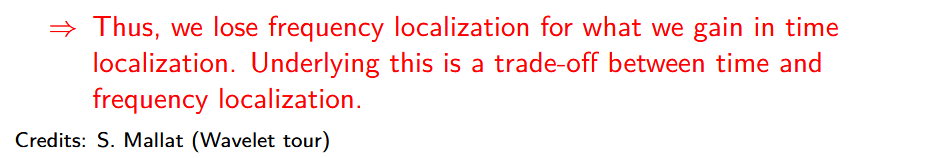 ⇒ Thus, we lose frequency localization for what we gain in time
localization. Underlying this is a trade-off between time and
frequency localization.
Credits: S. Mallat (Wavelet tour)